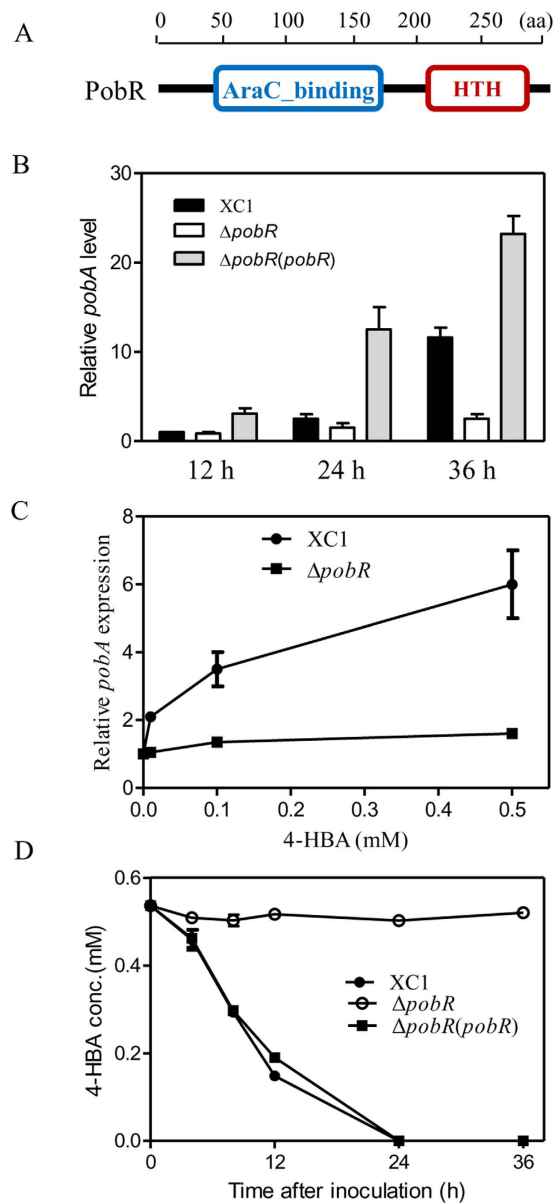 A
0 50 100 150 200 250 (aa)
PobR
AraC_binding
HTH
B
Relative pobA level
30
20
10
0
XC1
ΔpobR
ΔpobR(pobR)
12 h 24 h 36 h
C
Relative pobA expression
8
6
4
2
0
XC1
ΔpobR
0.0 0.1 0.2 0.3 0.4 0.5
4-HBA (mM)
D
4-HBA conc.(mM)
0.6
0.4
0.2
0.0
XC1
ΔpobR
ΔpobR(pobR)
0 12 24 36
Time after inoculation (h)